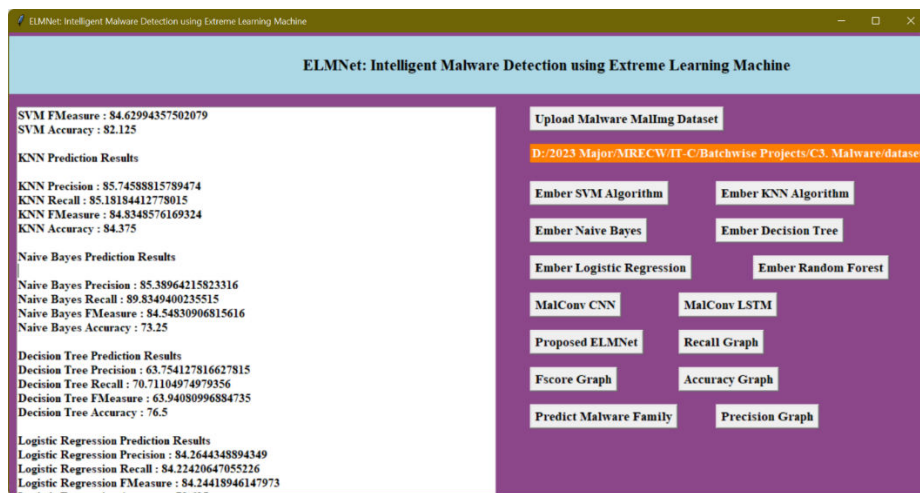 ELMNet: Intelligent Malware Detection using Extreme Learning Machine
ELMNet: Intelligent Malware Detection using Extreme Learning Machine
SVM FMeasure : 84.62994357502079
SVM Accuracy : 82.125
KNN Prediction Results
KNN Precision : 85.74588815789474
KNN Recall : 85.18184412778015
KNN FMeasure : 84.8348576169324
KNN Accuracy : 84.375
Naive Bayes Prediction Results
Naive Bayes Precision : 85.38964215823316
Naive Bayes Recall : 89.8349400235515
Naive Bayes FMeasure : 84.54830906815616
Naive Bayes Accuracy : 73.25
Decision Tree Prediction Results
Decision Tree Precision : 63.754127816627815
Decision Tree Recall : 70.71104974979356
Decision Tree FMeasure : 63.94080996884735
Decision Tree Accuracy : 76.5
Logistic Regression Prediction Results
Logistic Regression Precision : 84.2644348894349
Logistic Regression Recall : 84.22420647055226
Logistic Regression FMeasure : 84.24418946147973
Upload Malware MalImg Dataset
D:/2023 Major/MRECW/IT-C/Batchwise Projects/C3. Malware/datase
Ember SVM Algorithm
Ember KNN Algorithm
Ember Naive Bayes
Ember Decision Tree
Ember Logistic Regression
Ember Random Forest
MalConv CNN
MalConv LSTM
Proposed ELMNet
Recall Graph
Fscore Graph
Accuracy Graph
Predict Malware Family
Precision Graph